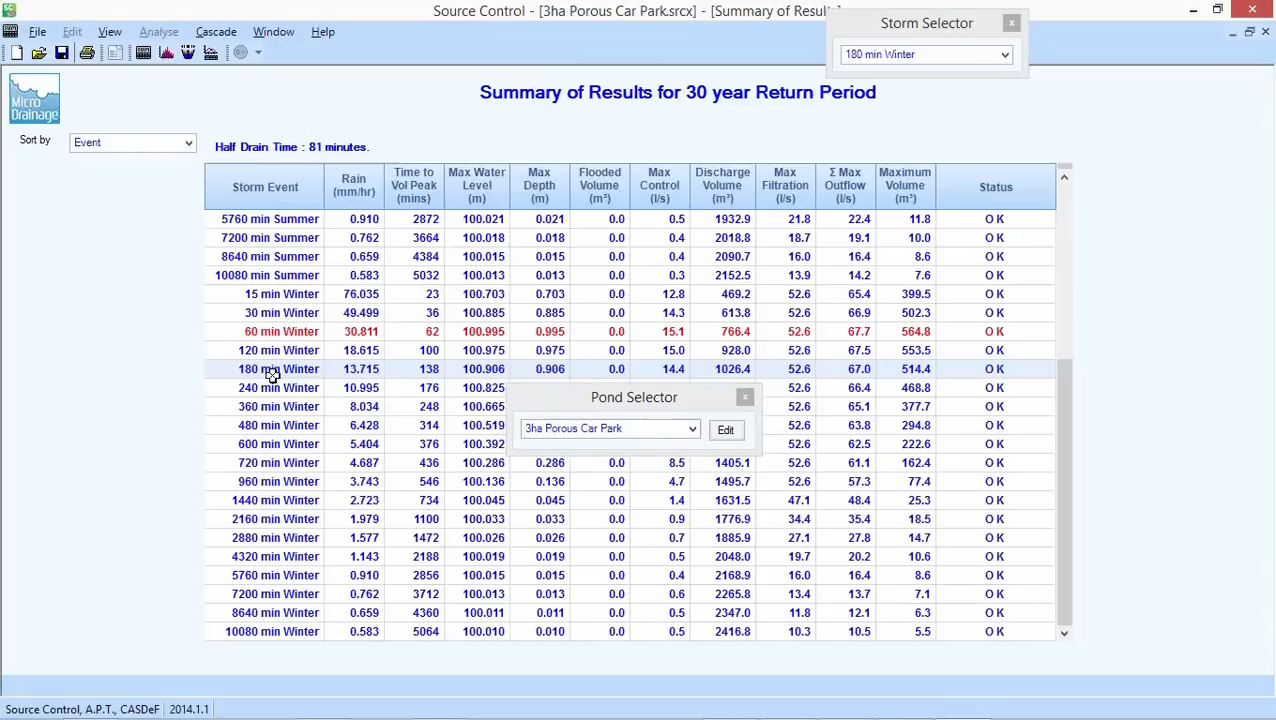 Source Control - [3ha Porous Car Park.srcx] - [Summary of Resul
Storm Selector
180 min Winter
File Edit View Analyse Cascade Window Help
Micro Drainage
Summary of Results for 30 year Return Period
Sort by Event
Half Drain Time : 81 minutes.
Storm Event Rain (mm/hr) Time to Vol Peak (mins) Max Water Level (m) Max Depth (m) Flooded Volume (m³) Max Control (l/s) Discharge Volume (m³) Max Filtration (l/s) Σ Max Outflow (l/s) Maximum Volume (m³) Status
5760 min Summer 0.910 2872 100.021 0.021 0.0 0.5 1932.9 21.8 22.4 11.8 O K
7200 min Summer 0.762 3664 100.018 0.018 0.0 0.4 2018.8 18.7 19.1 10.0 O K
8640 min Summer 0.659 4384 100.015 0.015 0.0 0.4 2090.7 16.0 16.4 8.6 O K
10080 min Summer 0.583 5032 100.013 0.013 0.0 0.3 2152.5 13.9 14.2 7.6 O K
15 min Winter 76.035 23 100.703 0.703 0.0 12.8 469.2 52.6 65.4 399.5 O K
30 min Winter 49.499 36 100.885 0.885 0.0 14.3 613.8 52.6 66.9 502.3 O K
60 min Winter 30.811 62 100.995 0.995 0.0 15.1 766.4 52.6 67.7 564.8 O K
120 min Winter 18.615 100 100.975 0.975 0.0 15.0 928.0 52.6 67.5 553.5 O K
180 min Winter 13.715 138 100.906 0.906 0.0 14.4 1026.4 52.6 67.0 514.4 O K
240 min Winter 10.995 176 100.825 52.6 66.4 468.8 O K
360 min Winter 8.034 248 100.665 52.6 65.1 377.7 O K
480 min Winter 6.428 314 100.519 52.6 63.8 294.8 O K
600 min Winter 5.404 376 100.392 52.6 62.5 222.6 O K
720 min Winter 4.687 436 100.286 0.286 0.0 8.5 1405.1 52.6 61.1 162.4 O K
960 min Winter 3.743 546 100.136 0.136 0.0 4.7 1495.7 52.6 57.3 77.4 O K
1440 min Winter 2.723 734 100.045 0.045 0.0 1.4 1631.5 47.1 48.4 25.3 O K
2160 min Winter 1.979 1100 100.033 0.033 0.0 0.9 1776.9 34.4 35.4 18.5 O K
2880 min Winter 1.577 1472 100.026 0.026 0.0 0.7 1885.9 27.1 27.8 14.7 O K
4320 min Winter 1.143 2188 100.019 0.019 0.0 0.5 2048.0 19.7 20.2 10.6 O K
5760 min Winter 0.910 2856 100.015 0.015 0.0 0.4 2168.9 16.0 16.4 8.6 O K
7200 min Winter 0.762 3712 100.013 0.013 0.0 0.6 2265.8 13.4 13.7 7.1 O K
8640 min Winter 0.659 4360 100.011 0.011 0.0 0.5 2347.0 11.8 12.1 6.3 O K
10080 min Winter 0.583 5064 100.010 0.010 0.0 0.5 2416.8 10.3 10.5 5.5 O K
Pond Selector
3ha Porous Car Park Edit
Source Control, A.P.T., CASDeF 2014.1.1